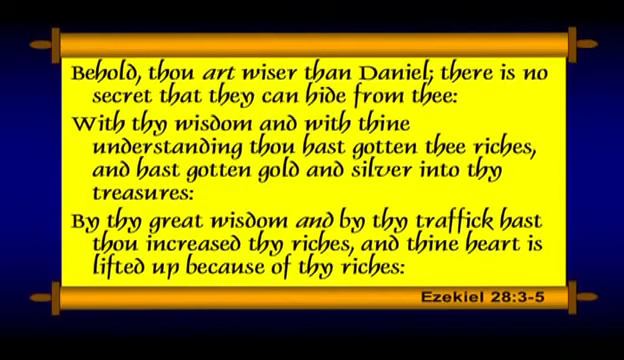 Behold, thou art wiser than Daniel; there is no
secret that they can hide from thee:
With thy wisdom and with thine
understanding thou hast gotten thee riches,
and hast gotten gold and silver into thy
treasures:
By thy great wisdom and by thy traffick hast
thou increased thy riches, and thine heart is
lifted up because of thy riches:
Ezekiel 28:3-5